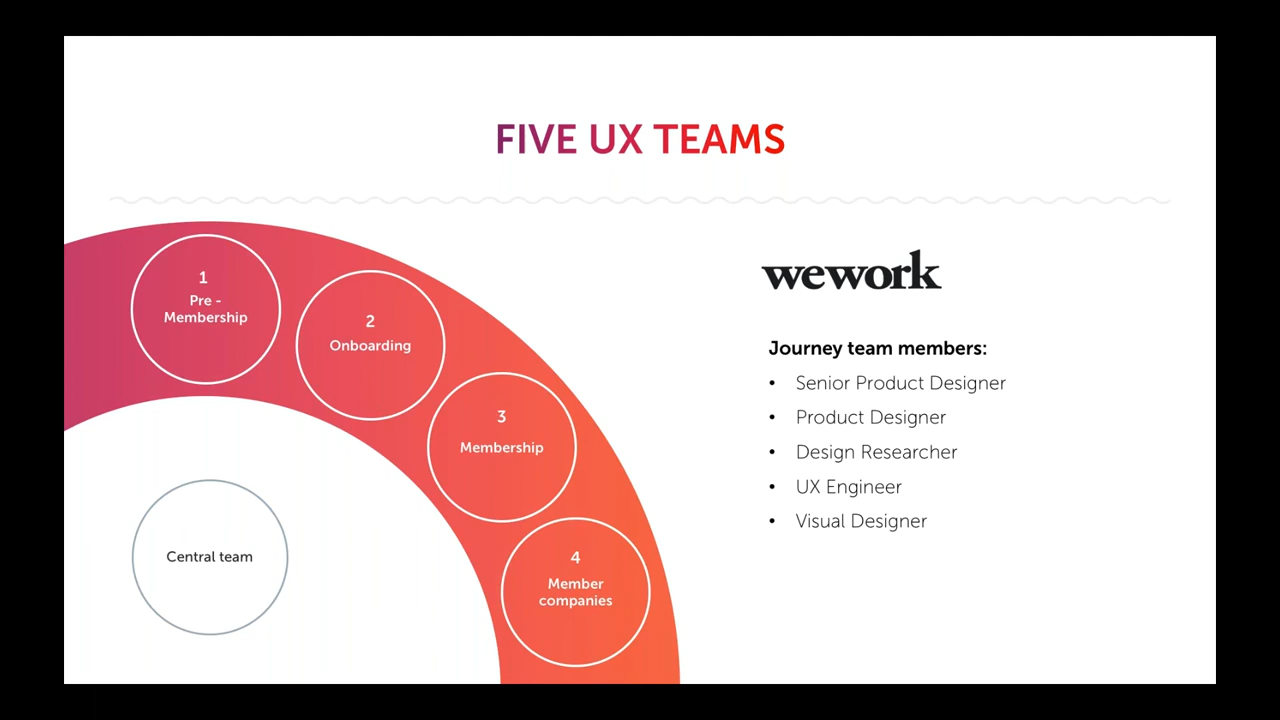 FIVE UX TEAMS
1
Pre -
Membership
2
Onboarding
3
Membership
4
Member
companies
Central team
wework
Journey team members:
• Senior Product Designer
• Product Designer
• Design Researcher
• UX Engineer
• Visual Designer